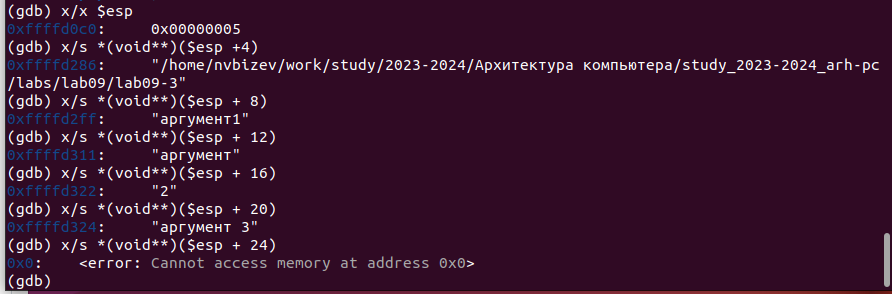 (gdb) x/x $esp
0xffffd0c0:     0x00000005
(gdb) x/s *(void**)($esp +4)
0xffffd286:     "/home/nvbizev/work/study/2023-2024/Архитектура компьютера/study_2023-2024_arh-pc
/labs/lab09/lab09-3"
(gdb) x/s *(void**)($esp + 8)
0xffffd2ff:     "аргумент1"
(gdb) x/s *(void**)($esp + 12)
0xffffd311:     "аргумент"
(gdb) x/s *(void**)($esp + 16)
0xffffd322:     "2"
(gdb) x/s *(void**)($esp + 20)
0xffffd324:     "аргумент 3"
(gdb) x/s *(void**)($esp + 24)
0x0:    <error: Cannot access memory at address 0x0>
(gdb)